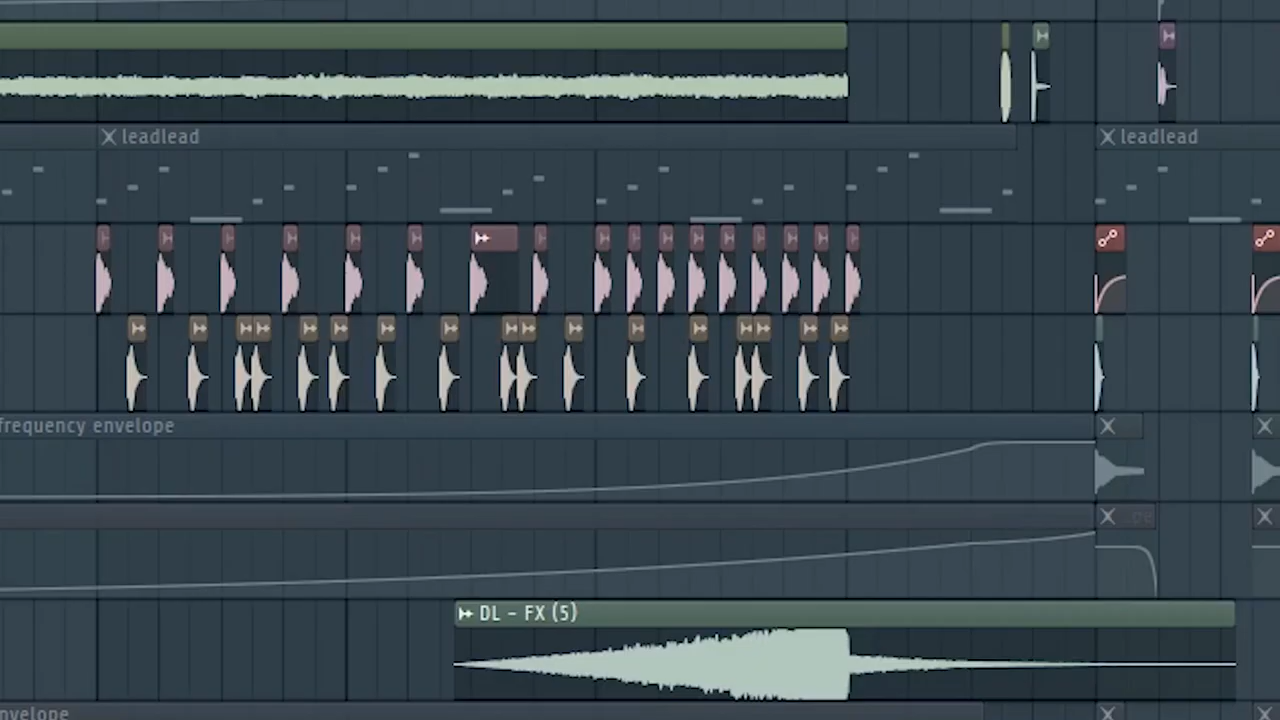 leadlead
leadlead
frequency envelope
DL - FX (5)
nvelope